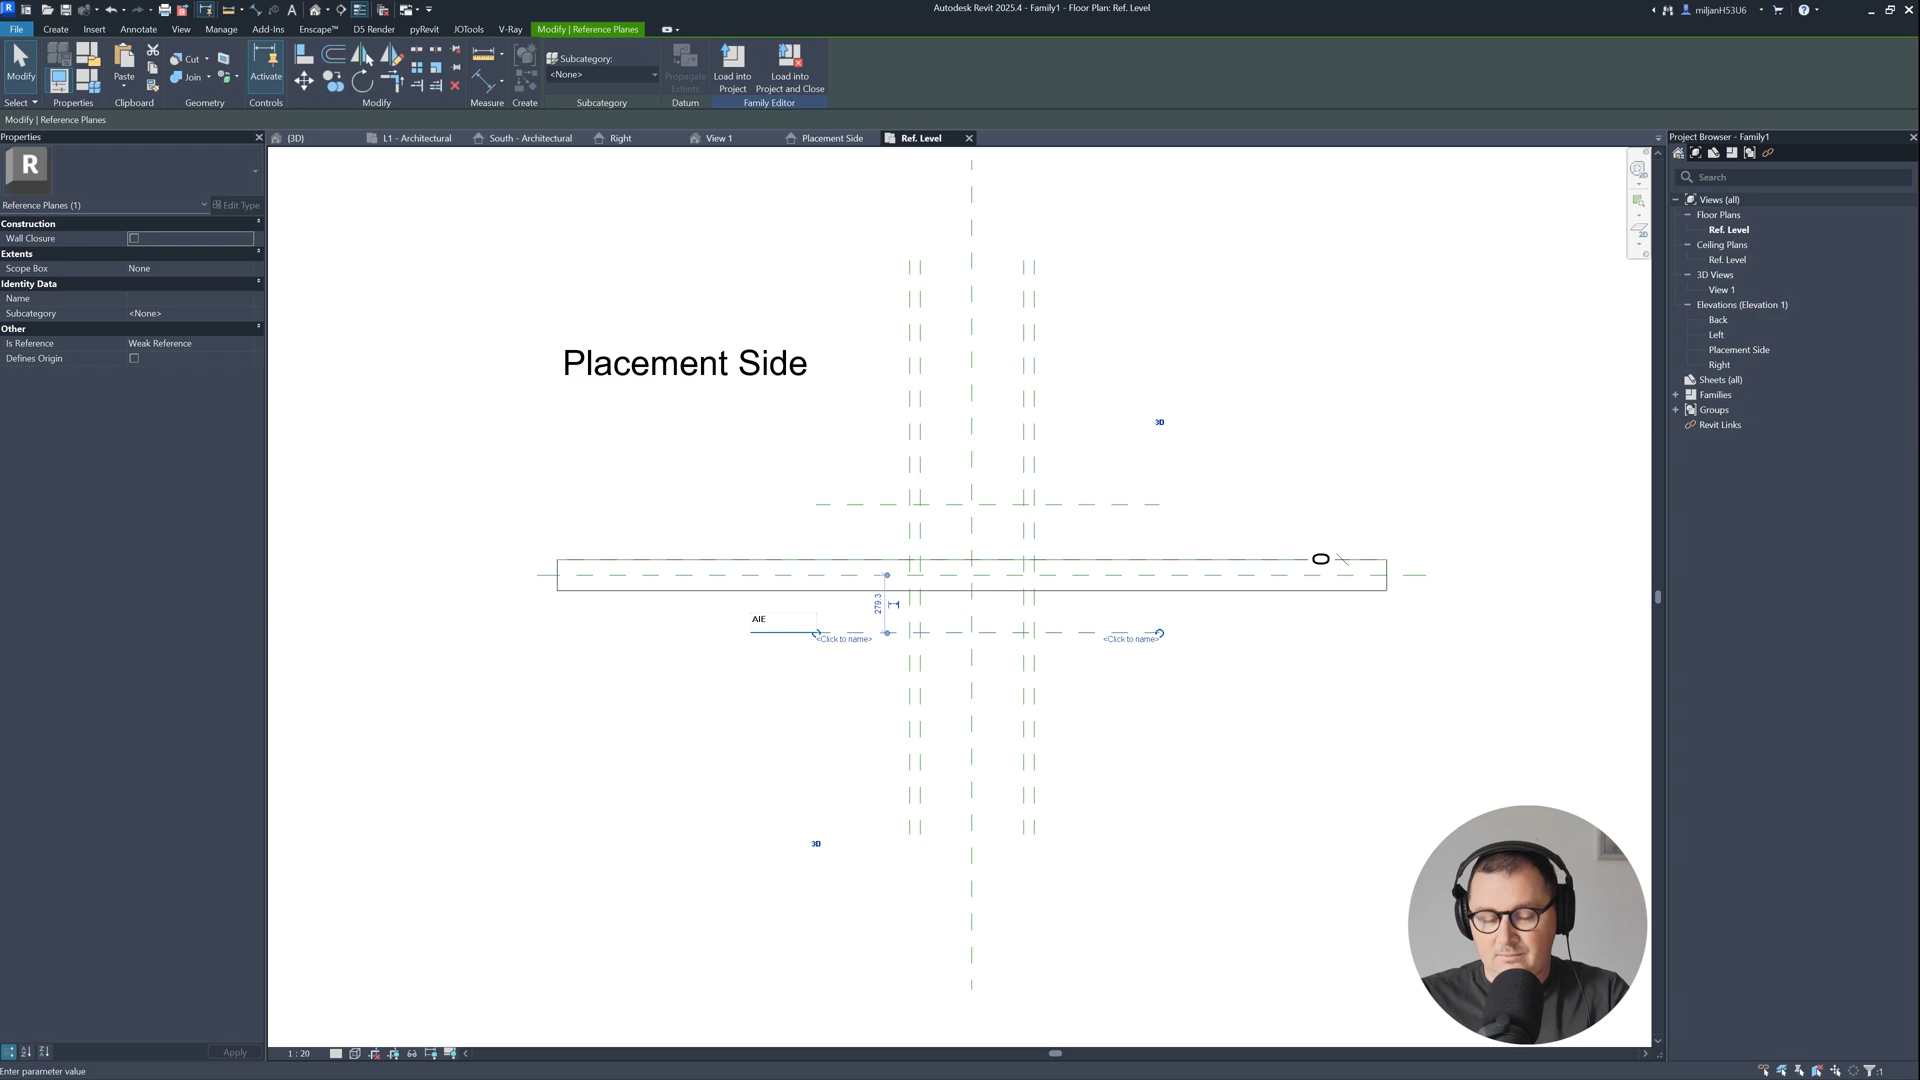 Autodesk Revit 2025.4 - Family1 - Floor Plan: Ref. Level
miljanH53U6
File Create Insert Annotate View Manage Add-Ins Enscape™ D5 Render pyRevit JOTools V-Ray Modify | Reference Planes
Modify
Paste
Cut
Join
Activate
Subcategory:
<None>
Propagate Extents
Load into Project
Load into Project and Close
Select Properties Clipboard Geometry Controls Modify Measure Create Subcategory Datum Family Editor
Modify | Reference Planes
Properties
{3D} L1 - Architectural South - Architectural Right View 1 Placement Side Ref. Level
Project Browser - Family1
R
Reference Planes (1) Edit Type
Construction
Wall Closure
Extents
Scope Box None
Identity Data
Name
Subcategory <None>
Other
Is Reference Weak Reference
Defines Origin
Placement Side
3D
0
279.3
AIE
<Click to name> <Click to name>
3D
2D
2D
Search
Views (all)
Floor Plans
Ref. Level
Ceiling Plans
Ref. Level
3D Views
View 1
Elevations (Elevation 1)
Back
Left
Placement Side
Right
Sheets (all)
Families
Groups
Revit Links
Apply
1 : 20
Enter parameter value
:1